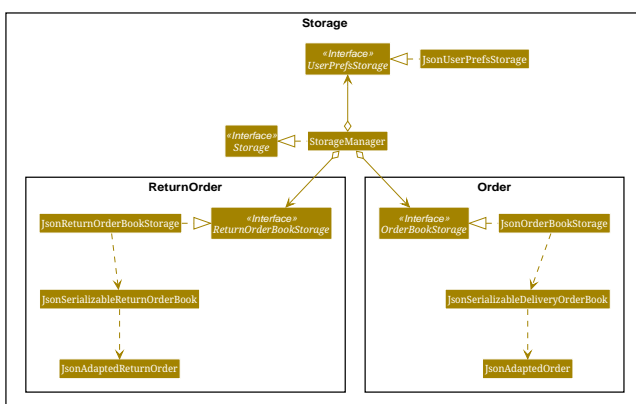 Storage
«Interface»
UserPrefsStorage
JsonUserPrefsStorage
«Interface»
Storage
StorageManager
ReturnOrder
JsonReturnOrderBookStorage
«Interface»
ReturnOrderBookStorage
JsonSerializableReturnOrderBook
JsonAdaptedReturnOrder
Order
«Interface»
OrderBookStorage
JsonOrderBookStorage
JsonSerializableDeliveryOrderBook
JsonAdaptedOrder